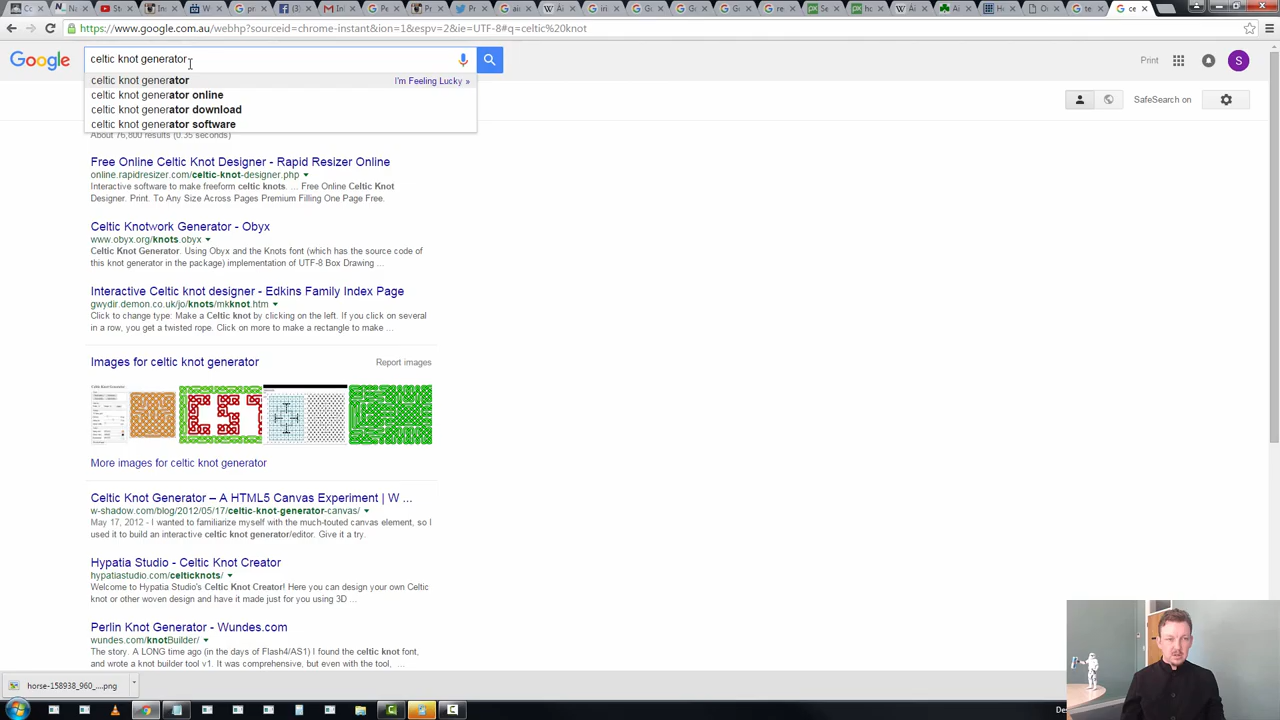 https://www.google.com.au/webhp?sourceid=chrome-instant&ion=1&espv=2&ie=UTF-8#q=celtic%20knot
Google
celtic knot generator
Print
S
celtic knot generator
I'm Feeling Lucky »
celtic knot generator online
celtic knot generator download
celtic knot generator software
SafeSearch on
About 76,800 results (0.35 seconds)
Free Online Celtic Knot Designer - Rapid Resizer Online
online.rapidresizer.com/celtic-knot-designer.php
Interactive software to make freeform celtic knots. ... Free Online Celtic Knot
Designer. Print. To Any Size Across Pages Premium Filling One Page Free.
Celtic Knotwork Generator - Obyx
www.obyx.org/knots.obyx
Celtic Knot Generator. Using Obyx and the Knots font (which has the source code of
this knot generator in the package) implementation of UTF-8 Box Drawing ...
Interactive Celtic knot designer - Edkins Family Index Page
gwydir.demon.co.uk/jo/knots/mkknot.htm
Click to change type: Make a Celtic knot by clicking on the left. If you click on several
in a row, you get a twisted rope. Click on more to make a rectangle to make ...
Images for celtic knot generator
Report images
More images for celtic knot generator
Celtic Knot Generator – A HTML5 Canvas Experiment | W ...
w-shadow.com/blog/2012/05/17/celtic-knot-generator-canvas/
May 17, 2012 - I wanted to familiarize myself with the much-touted canvas element, so I
used it to build an interactive celtic knot generator/editor. Give it a try.
Hypatia Studio - Celtic Knot Creator
hypatiastudio.com/celticknots/
Welcome to Hypatia Studio's Celtic Knot Creator! Here you can design your own Celtic
knot or other woven design and have it made just for you using 3D ...
Perlin Knot Generator - Wundes.com
wundes.com/knotBuilder/
The story. A LONG time ago (in the days of Flash4/AS1) I found the celtic knot font,
and wrote a knot builder tool v1. It was comprehensive, but even with the tool, ...
horse-158938_960_....png